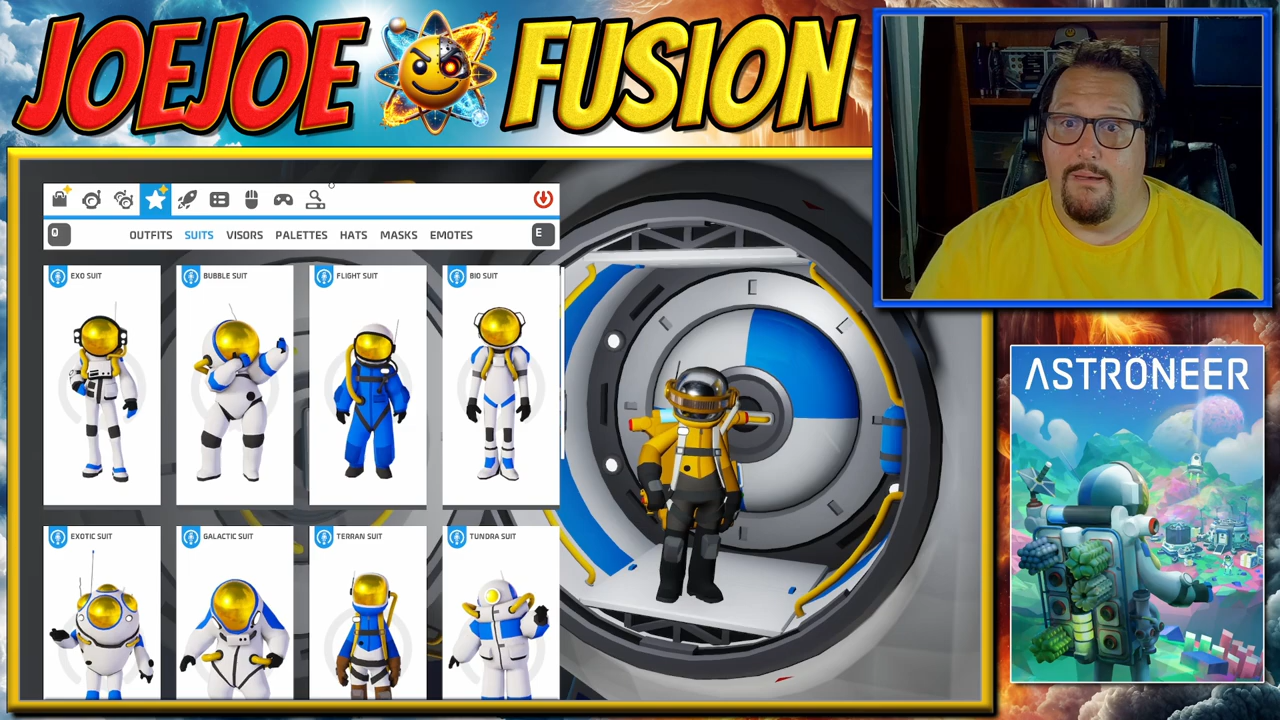 JOEJOE FUSION
Q OUTFITS SUITS VISORS PALETTES HATS MASKS EMOTES E
EXO SUIT BUBBLE SUIT FLIGHT SUIT BIO SUIT
EXOTIC SUIT GALACTIC SUIT TERRAN SUIT TUNDRA SUIT
ASTRONEER